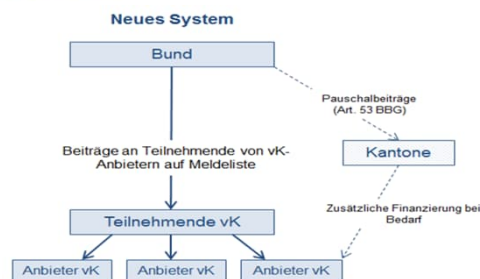 Neues System
Bund
Pauschalbeiträge
(Art. 53 BBG)
Beiträge an Teilnehmende von vK-
Anbietern auf Meldeliste
Kantone
Teilnehmende vK
Zusätzliche Finanzierung bei
Bedarf
Anbieter vK
Anbieter vK
Anbieter vK